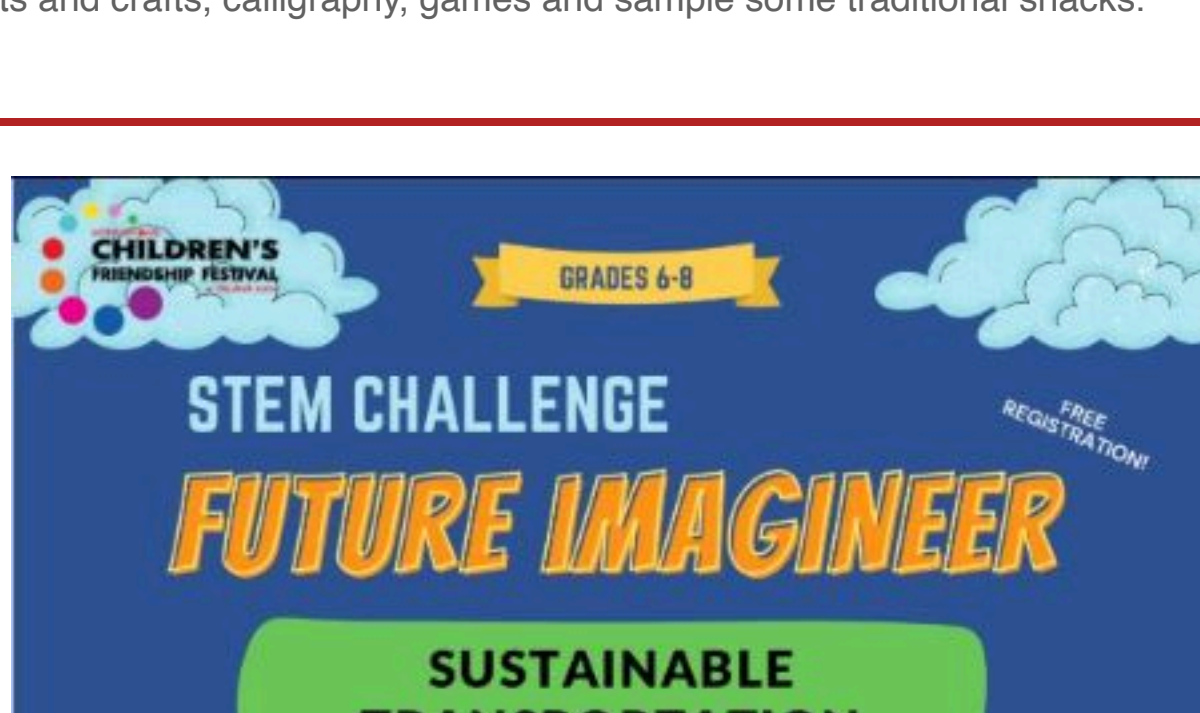 ts and crafts, calligraphy, games and sample some traditional snacks.
CHILDREN'S
FRIENDSHIP FESTIVAL
GRADES 6-8
STEM CHALLENGE
FREE
REGISTRATION!
FUTURE IMAGINEER
SUSTAINABLE
TRANSPORTATION